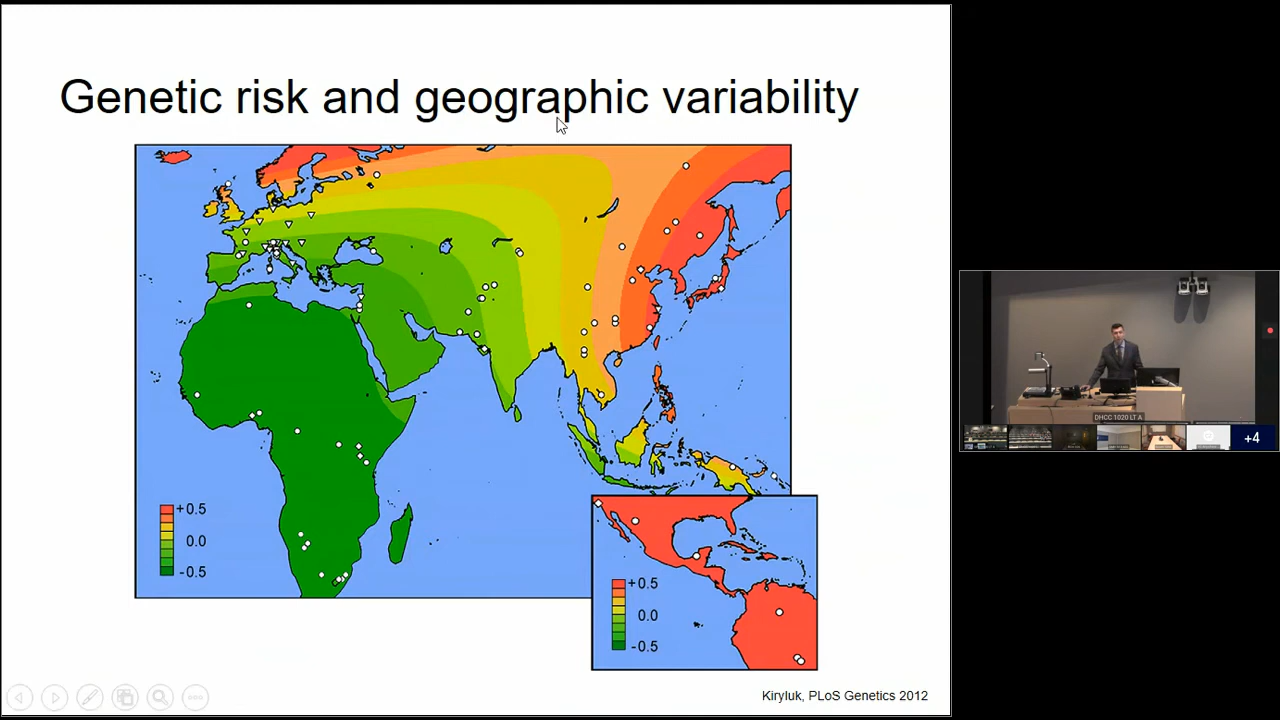 Genetic risk and geographic variability
+0.5
0.0
-0.5
+0.5
0.0
-0.5
Kiryluk, PLoS Genetics 2012
DHCC 1020 LT A
+4